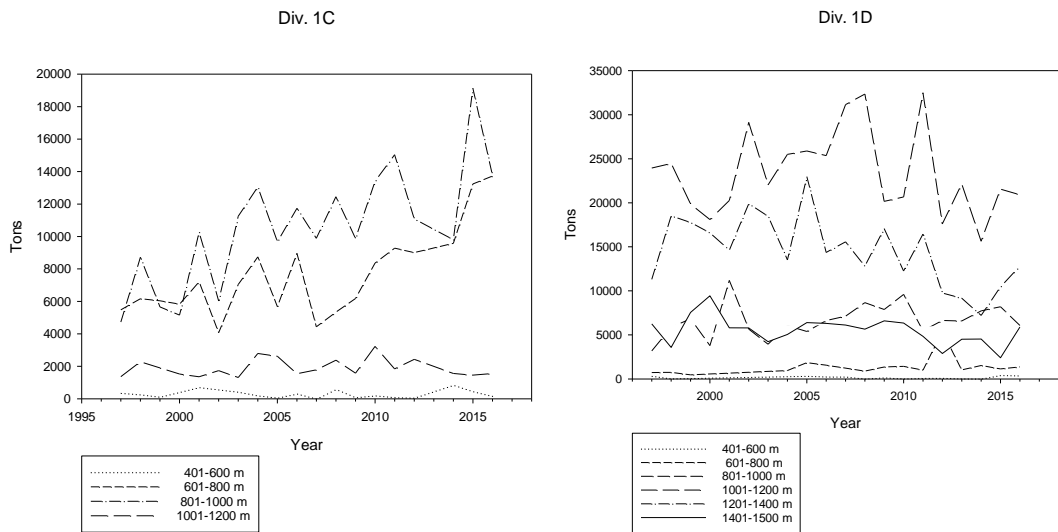 Div. 1C
20000
18000
16000
14000
12000
10000
8000
6000
4000
2000
0
Tons
1995
2000
2005
2010
2015
Year
401-600 m
601-800 m
801-1000 m
1001-1200 m
Div. 1D
35000
30000
25000
20000
15000
10000
5000
0
Tons
2000
2005
2010
2015
Year
401-600 m
601-800 m
801-1000 m
1001-1200 m
1201-1400 m
1401-1500 m